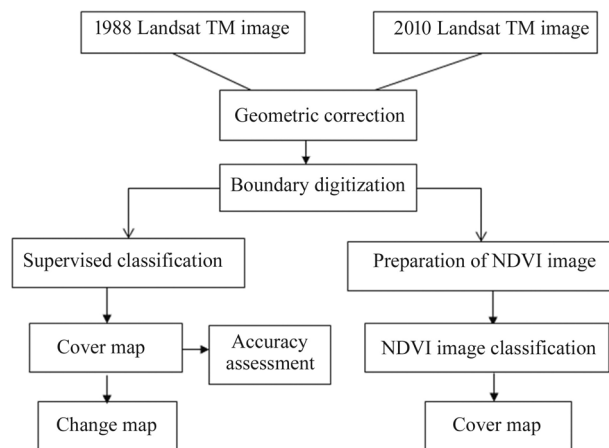 1988 Landsat TM image
2010 Landsat TM image
Geometric correction
Boundary digitization
Supervised classification
Preparation of NDVI image
Cover map
Accuracy
assessment
NDVI image classification
Change map
Cover map